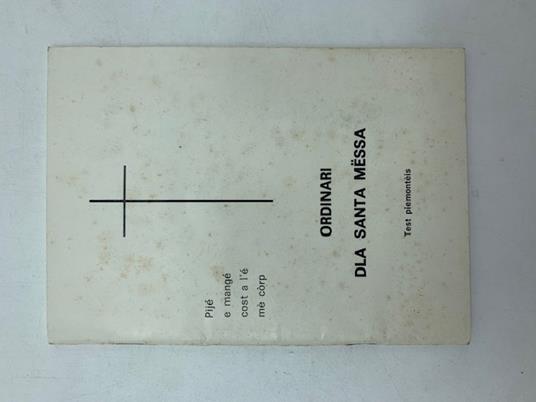 Pijé
e mangé
cost a l'é
mè còrp
ORDINARI
DLA SANTA MËSSA
Test piemontèis